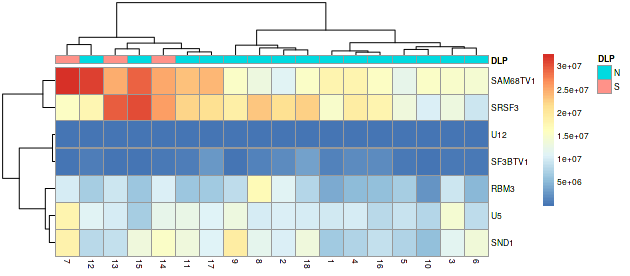 DLP
SAM68TV1
SRSF3
U12
SF3BTV1
RBM3
U5
SND1
7 12 13 15 14 11 17 9 8 2 18 1 4 16 5 10 3 6
3e+07
2.5e+07
2e+07
1.5e+07
1e+07
5e+06
DLP
N
S